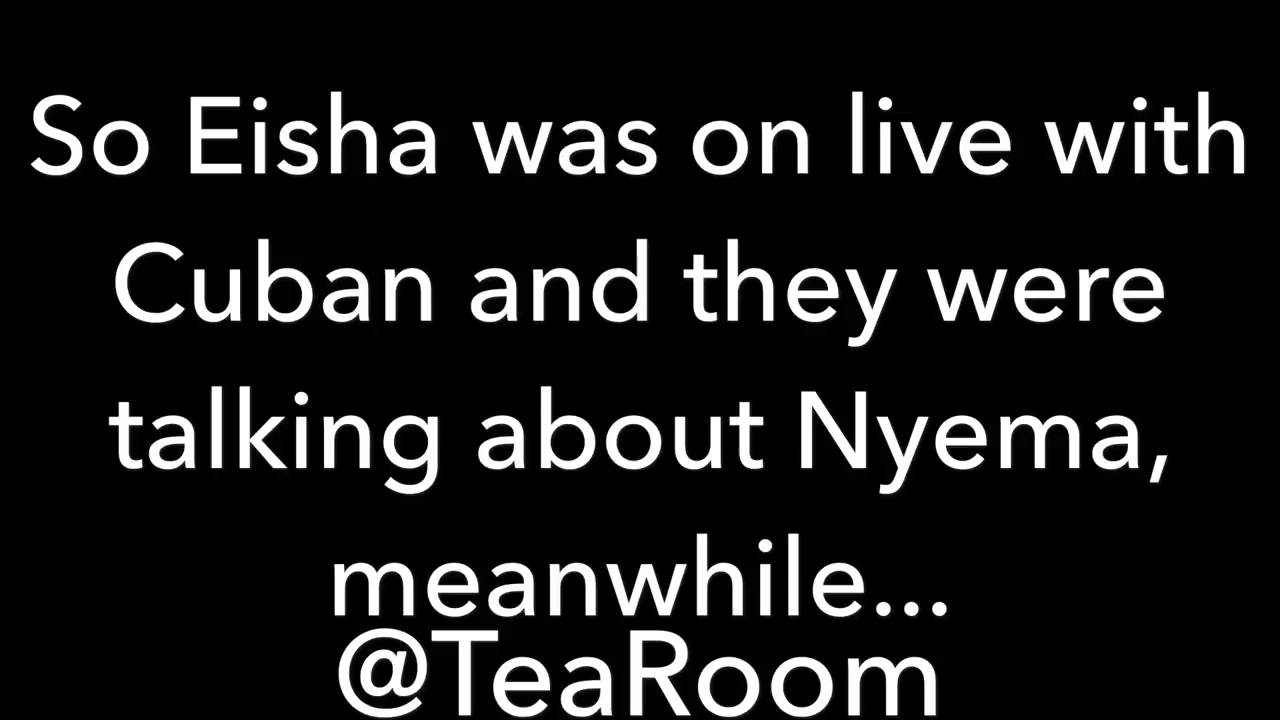 So Eisha was on live with
Cuban and they were
talking about Nyema,
meanwhile...
@TeaRoom